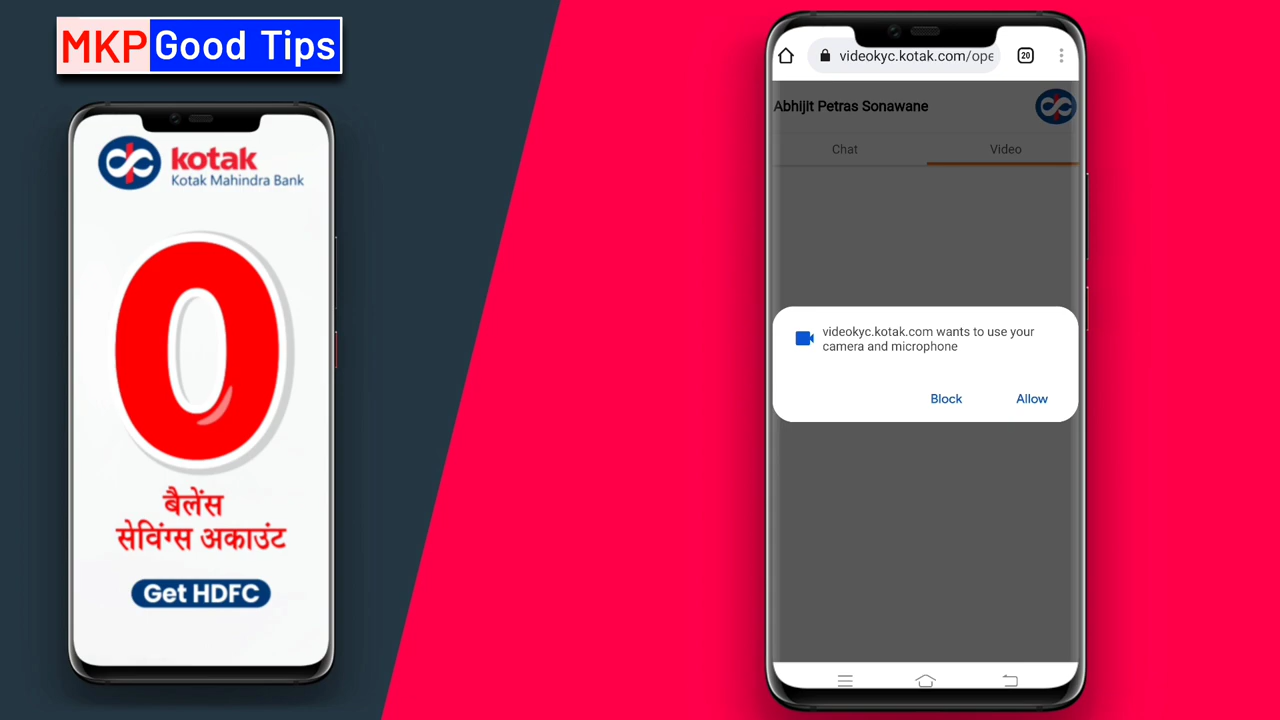 MKP Good Tips
kotak
Kotak Mahindra Bank
0
बैलेंस
सेविंग्स अकाउंट
Get HDFC
videokyc.kotak.com/ope
20
Abhijit Petras Sonawane
Chat
Video
videokyc.kotak.com wants to use your
camera and microphone
Block
Allow